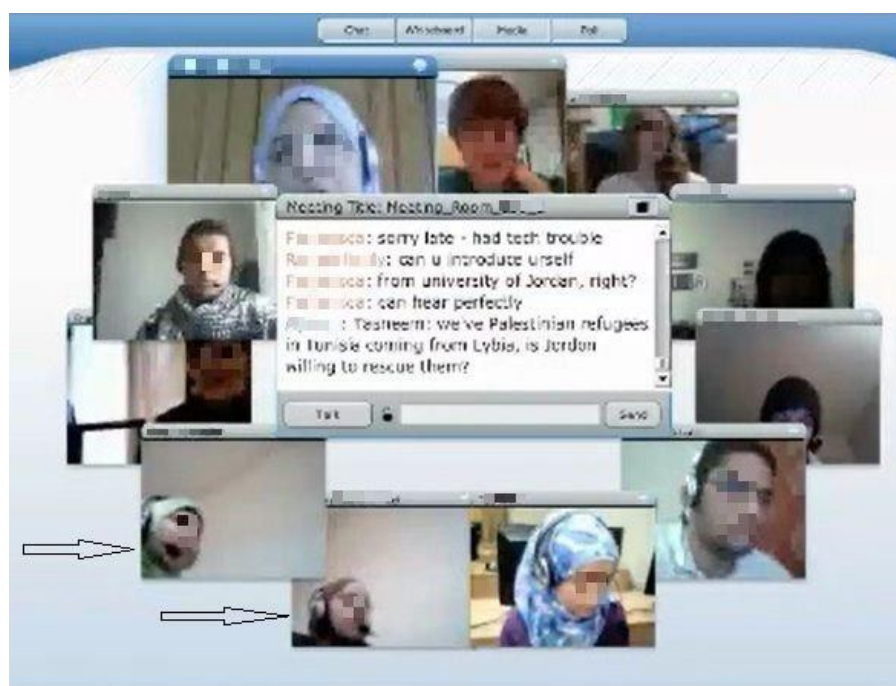 Chat Whiteboard Media Poll
Meeting Title: Meeting_Room_
: sorry late - had tech trouble
: can u introduce urself
: from university of Jordan, right?
: can hear perfectly
: Tasneem: we've Palestinian refugees
in Tunisia coming from Lybia, is Jordan
willing to rescue them?
Talk Send